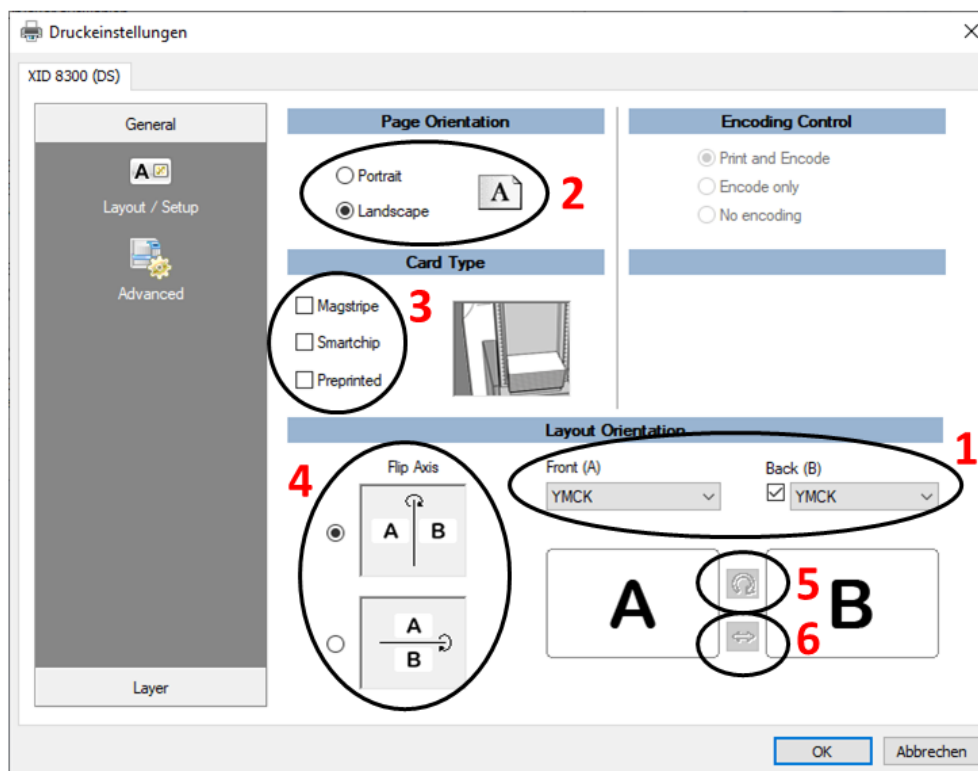 Druckeinstellungen
XID 8300 (DS)
General
A
Layout / Setup
Advanced
Layer
Page Orientation
Portrait
Landscape
A
2
Encoding Control
Print and Encode
Encode only
No encoding
Card Type
Magstripe
Smartchip
Preprinted
3
Layout Orientation
1
4
Flip Axis
A B
A
B
Front (A) Back (B)
YMCK YMCK
A B
5
6
OK Abbrechen